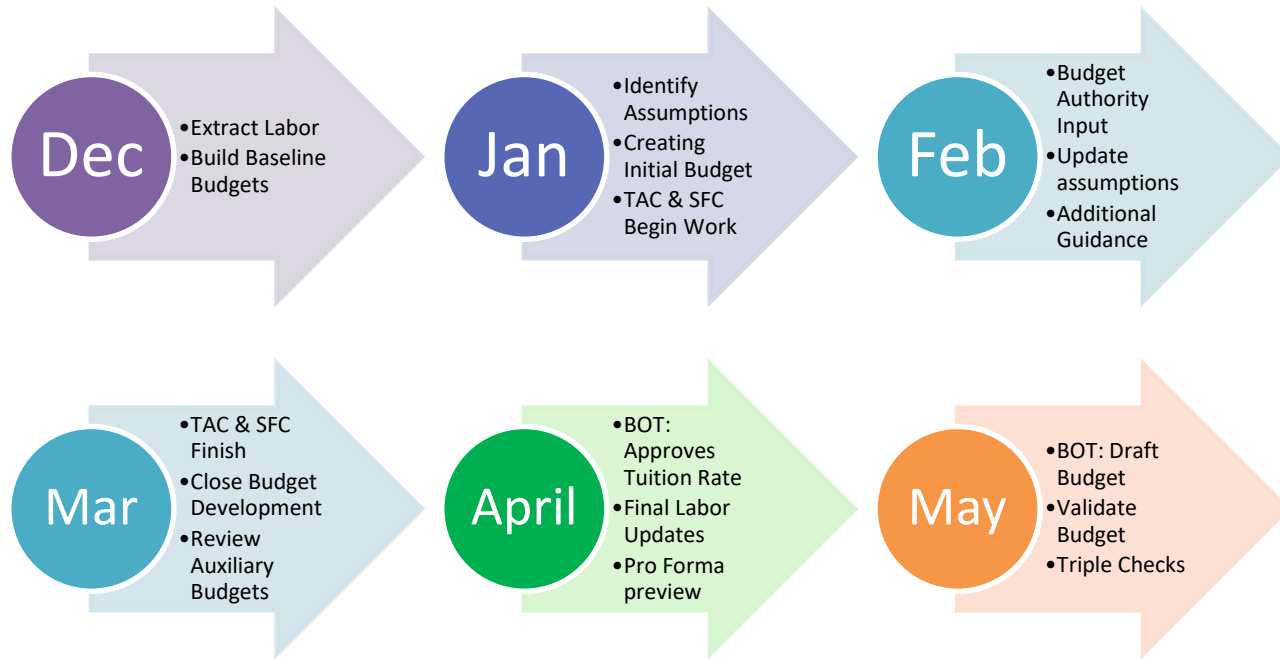 Dec
•Extract Labor
•Build Baseline
Budgets
Jan
•Identify
Assumptions
•Creating
Initial Budget
•TAC & SFC
Begin Work
Feb
•Budget
Authority
Input
•Update
assumptions
•Additional
Guidance
Mar
•TAC & SFC
Finish
•Close Budget
Development
•Review
Auxiliary
Budgets
April
•BOT:
Approves
Tuition Rate
•Final Labor
Updates
•Pro Forma
preview
May
•BOT: Draft
Budget
•Validate
Budget
•Triple Checks